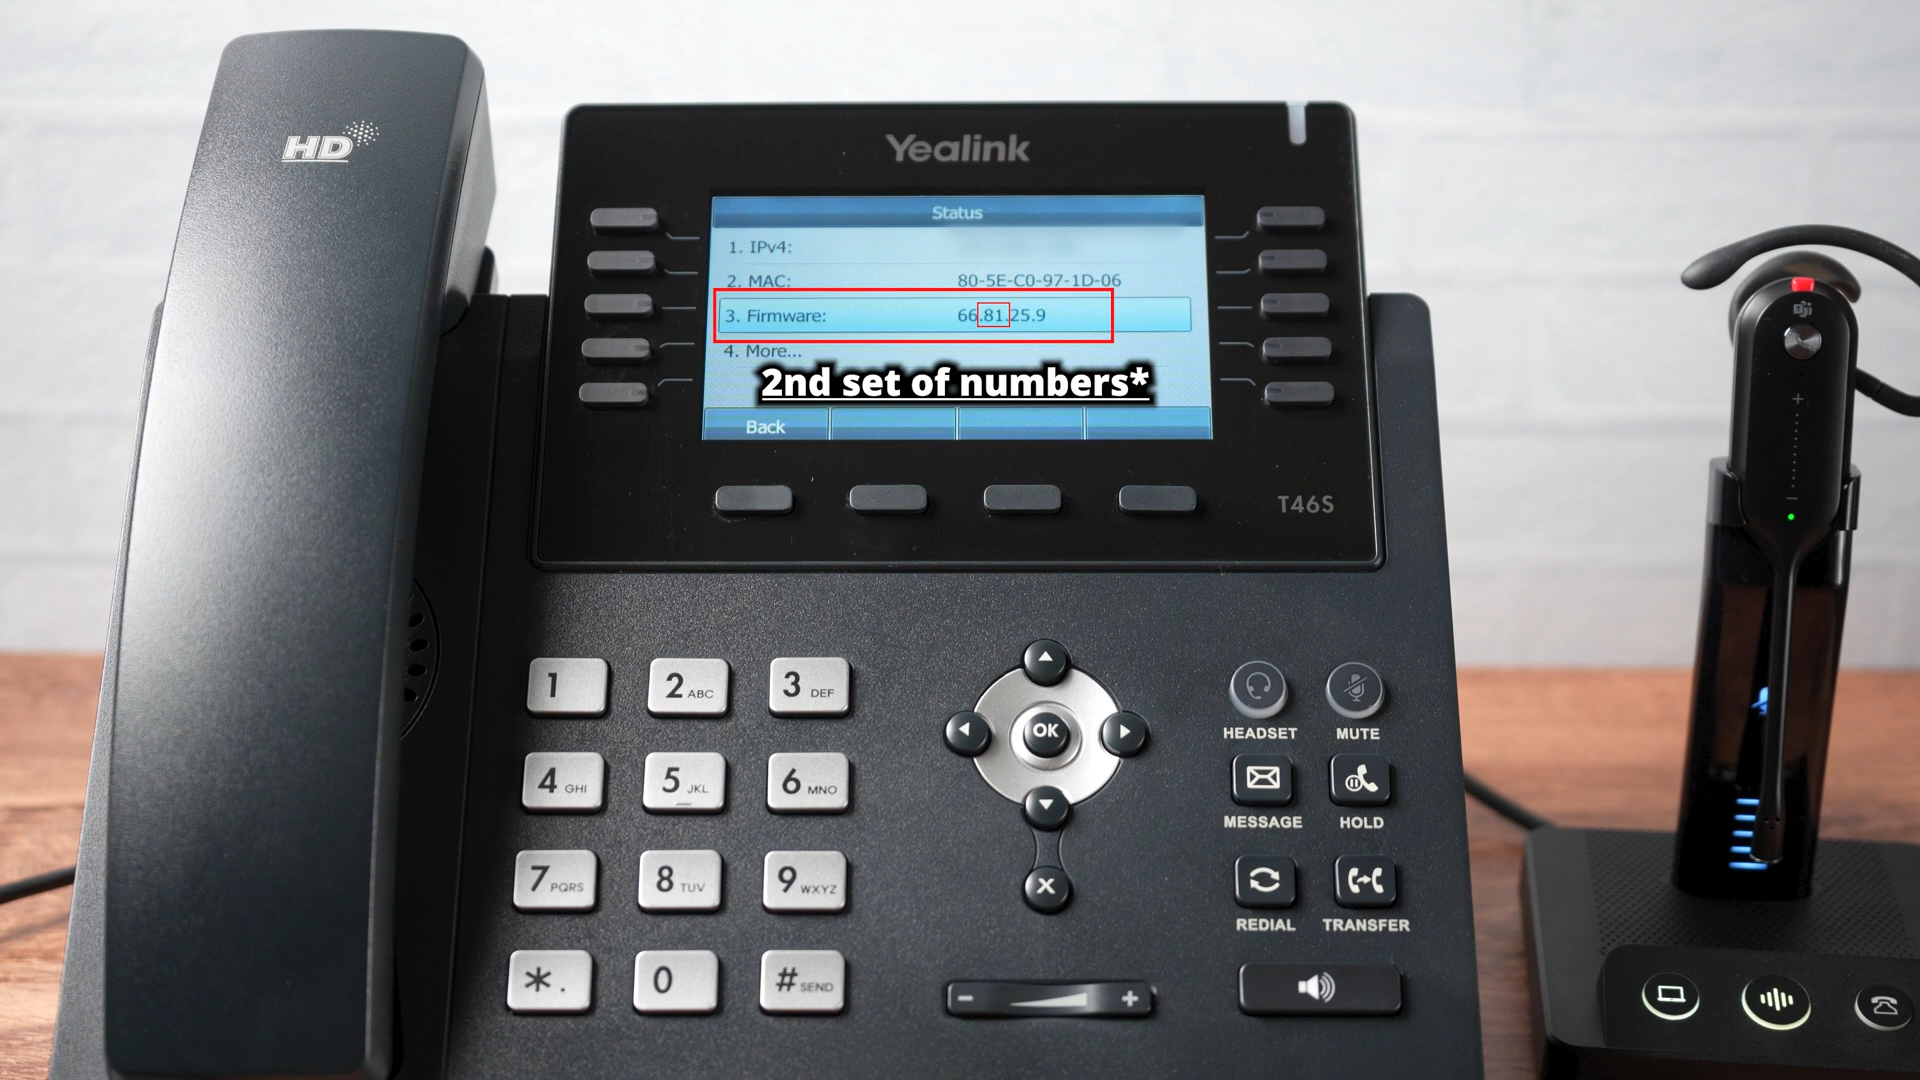 HD
Yealink
Status
1. IPv4:
2. MAC: 80-5E-C0-97-1D-06
3. Firmware: 66.81.25.9
4. More...
2nd set of numbers*
Back
T46S
1
2 ABC
3 DEF
OK
HEADSET
MUTE
4 GHI
5 JKL
6 MNO
MESSAGE
HOLD
7 PQRS
8 TUV
9 WXYZ
REDIAL
TRANSFER
*.
0
# SEND